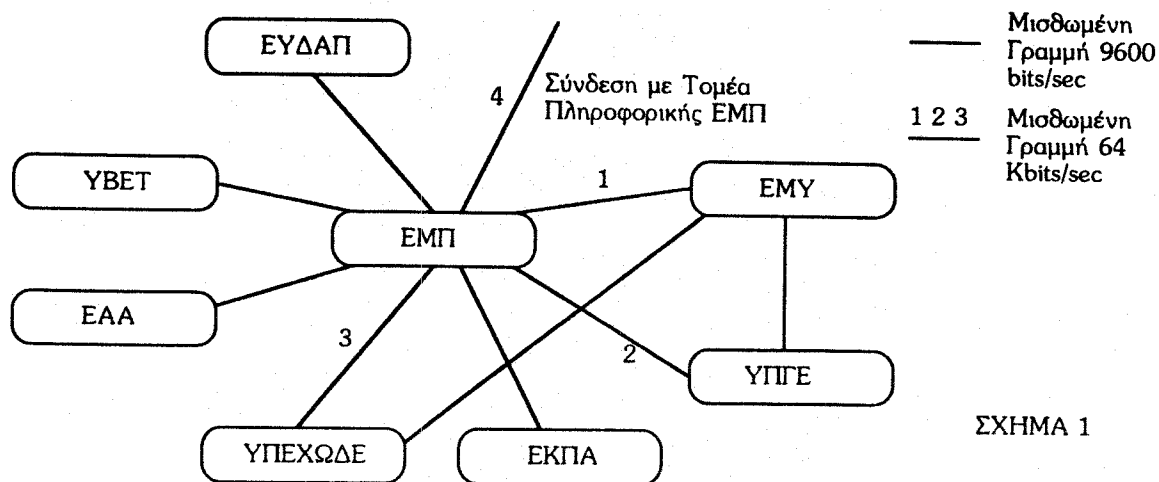 ΕΥΔΑΠ
4
Σύνδεση με Τομέα
Πληροφορικής ΕΜΠ
Μισθωμένη
Γραμμή 9600
bits/sec
1 2 3 Μισθωμένη
Γραμμή 64
Kbits/sec
ΥΒΕΤ
1
ΕΜΥ
ΕΜΠ
ΕΑΑ
3
2
ΥΠΓΕ
ΥΠΕΧΩΔΕ
ΕΚΠΑ
ΣΧΗΜΑ 1